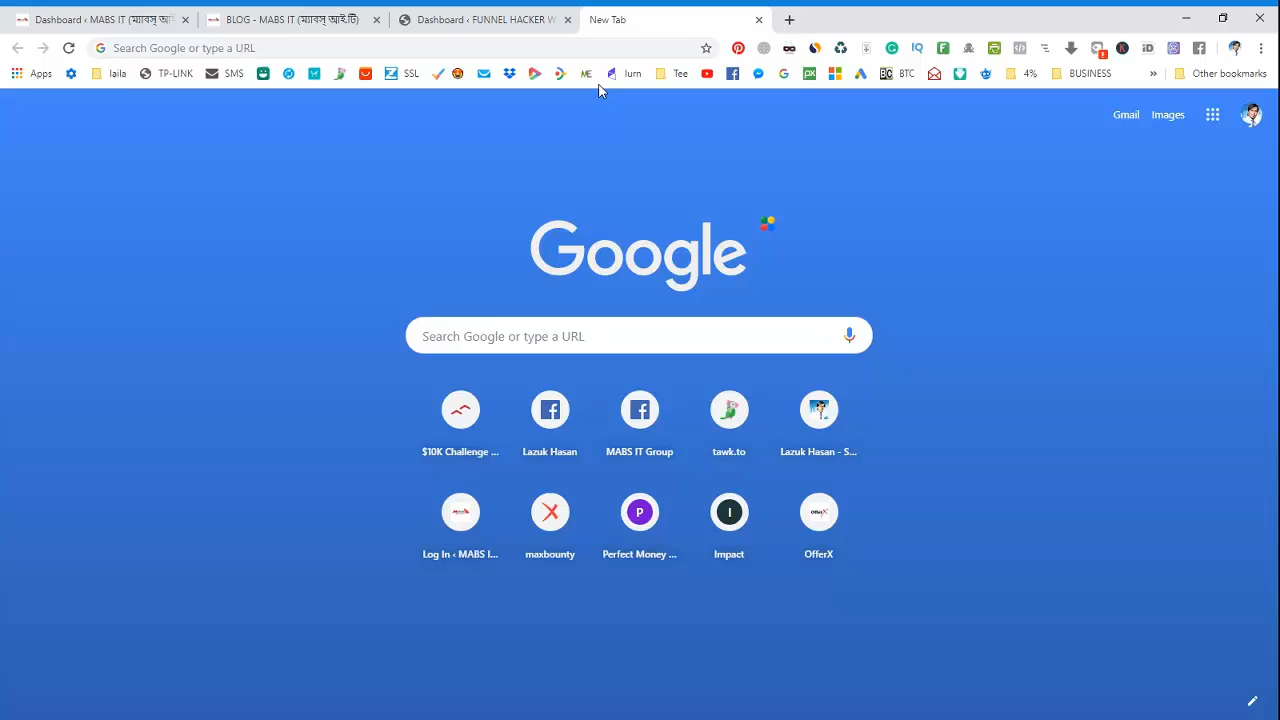 Dashboard ‹ MABS IT (ম্যাবস্ আই
BLOG - MABS IT (ম্যাবস্ আই.টি)
Dashboard ‹ FUNNEL HACKER W
New Tab
Search Google or type a URL
Apps
laila
TP-LINK
SMS
SSL
lurn
Tee
BTC
4%
BUSINESS
»
Other bookmarks
Gmail
Images
Google
Search Google or type a URL
$10K Challenge ...
Lazuk Hasan
MABS IT Group
tawk.to
Lazuk Hasan - S...
Log In ‹ MABS I...
maxbounty
P
Perfect Money ...
I
Impact
OfferX